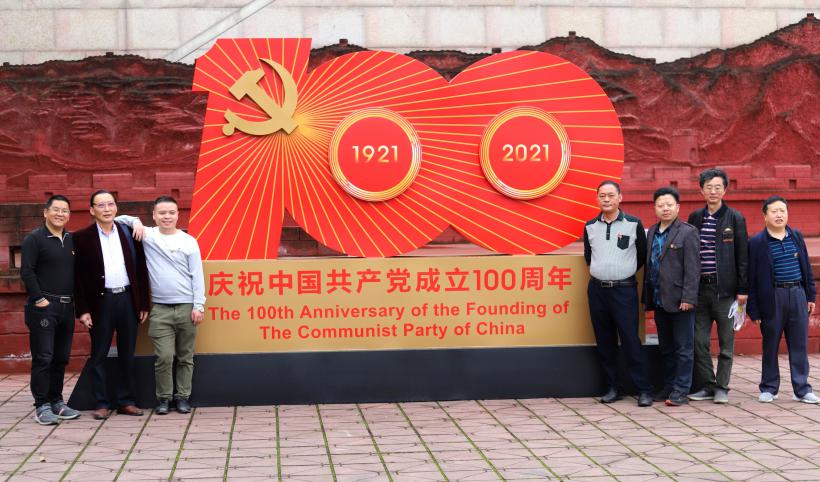 1921
2021
庆祝中国共产党成立100周年
The 100th Anniversary of the Founding of
The Communist Party of China